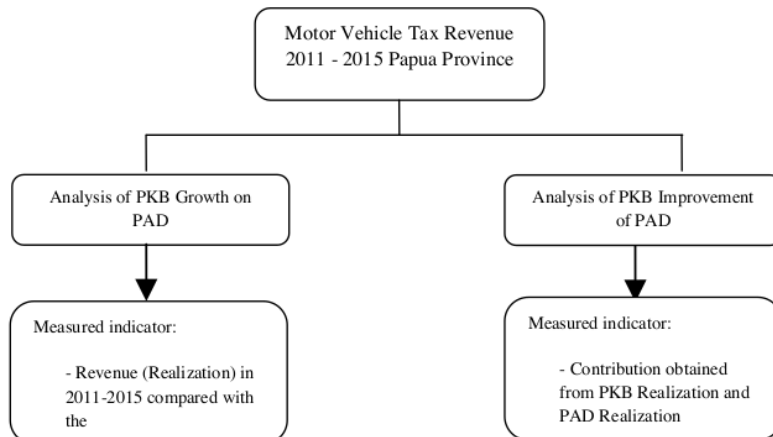 Motor Vehicle Tax Revenue
2011 - 2015 Papua Province
Analysis of PKB Growth on
PAD
Analysis of PKB Improvement
of PAD
Measured indicator:
- Revenue (Realization) in
2011-2015 compared with
the
Measured indicator:
- Contribution obtained
from PKB Realization and
PAD Realization